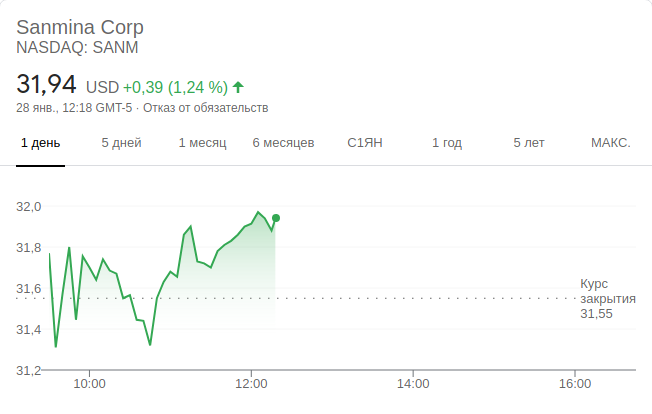 Sanmina Corp
NASDAQ: SANM
31,94 USD +0,39 (1,24 %)
28 янв., 12:18 GMT-5 · Отказ от обязательств
1 день 5 дней 1 месяц 6 месяцев С1ЯН 1 год 5 лет МАКС.
32,0
31,8
31,6
Курс
закрытия
31,55
31,4
31,2
10:00 12:00 14:00 16:00